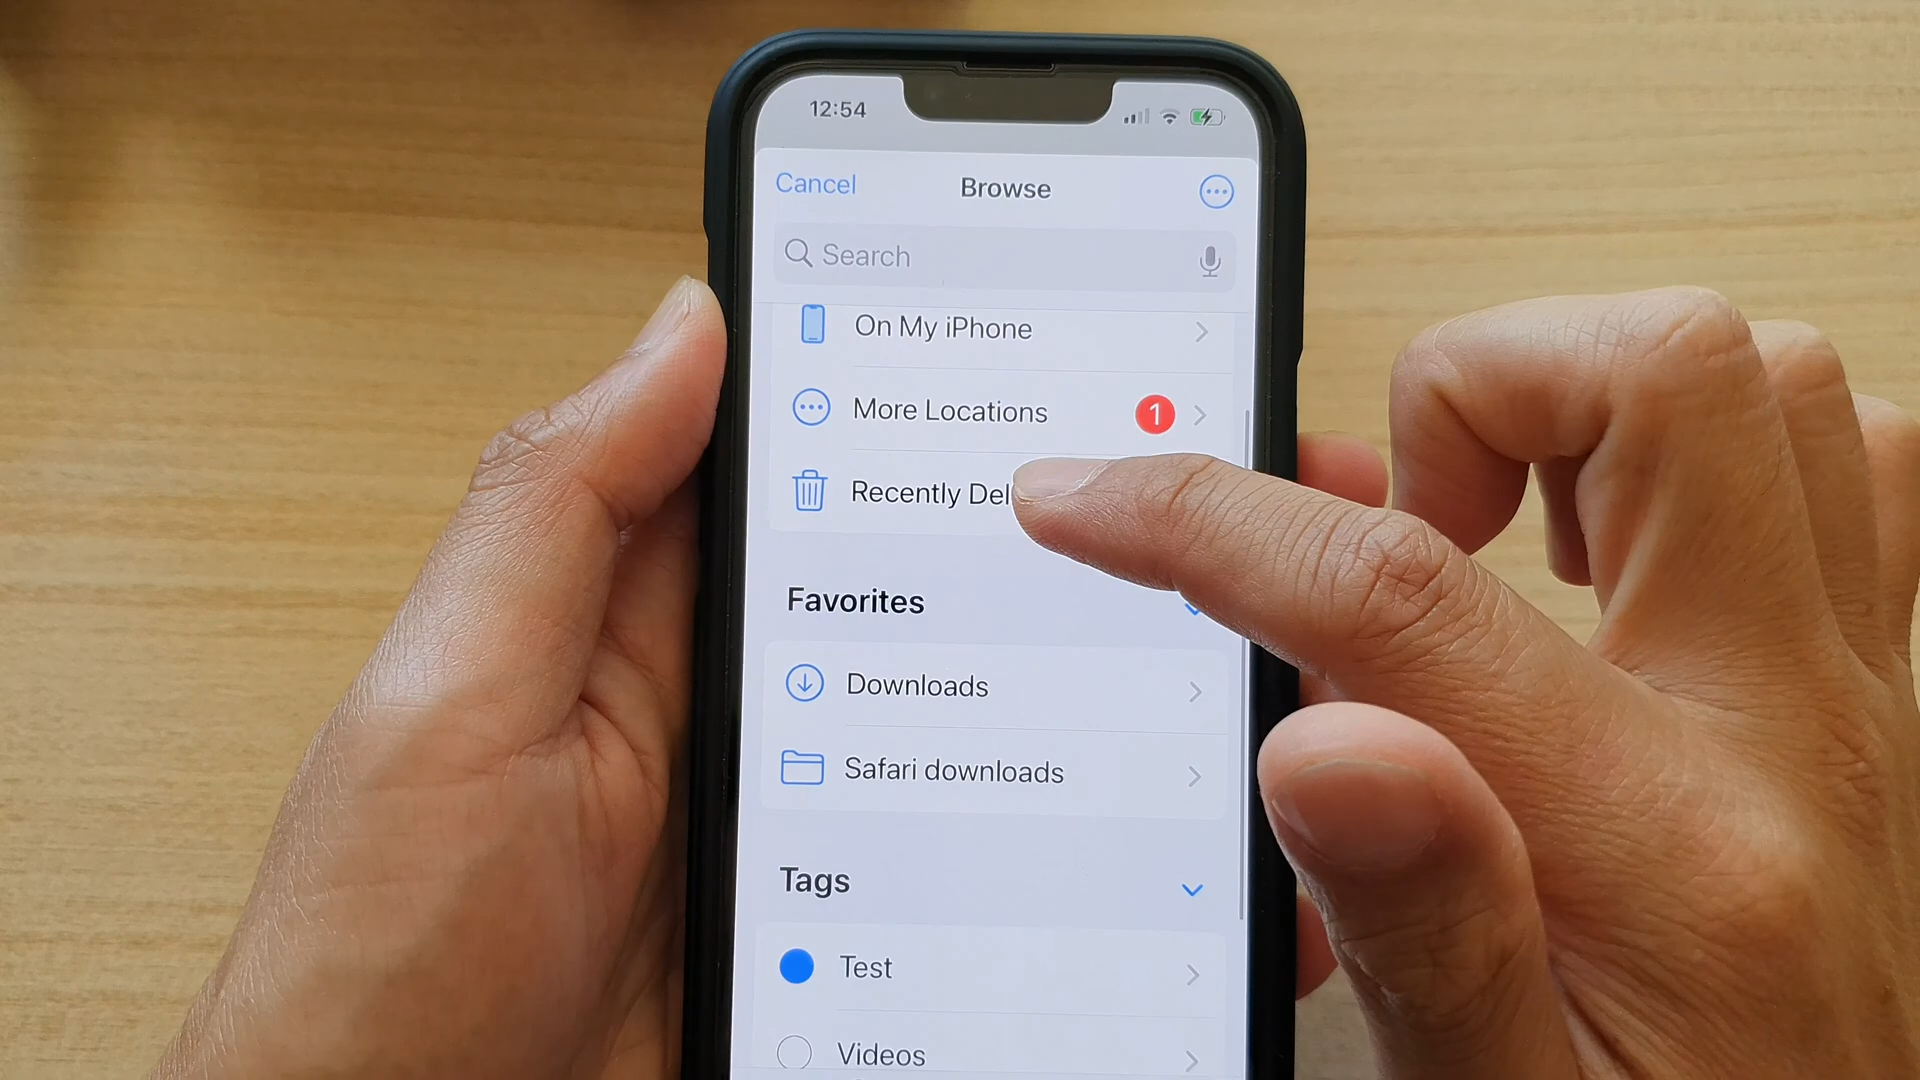 12:54
Cancel Browse
Search
On My iPhone
More Locations 1
Recently Del
Favorites
Downloads
Safari downloads
Tags
Test
Videos